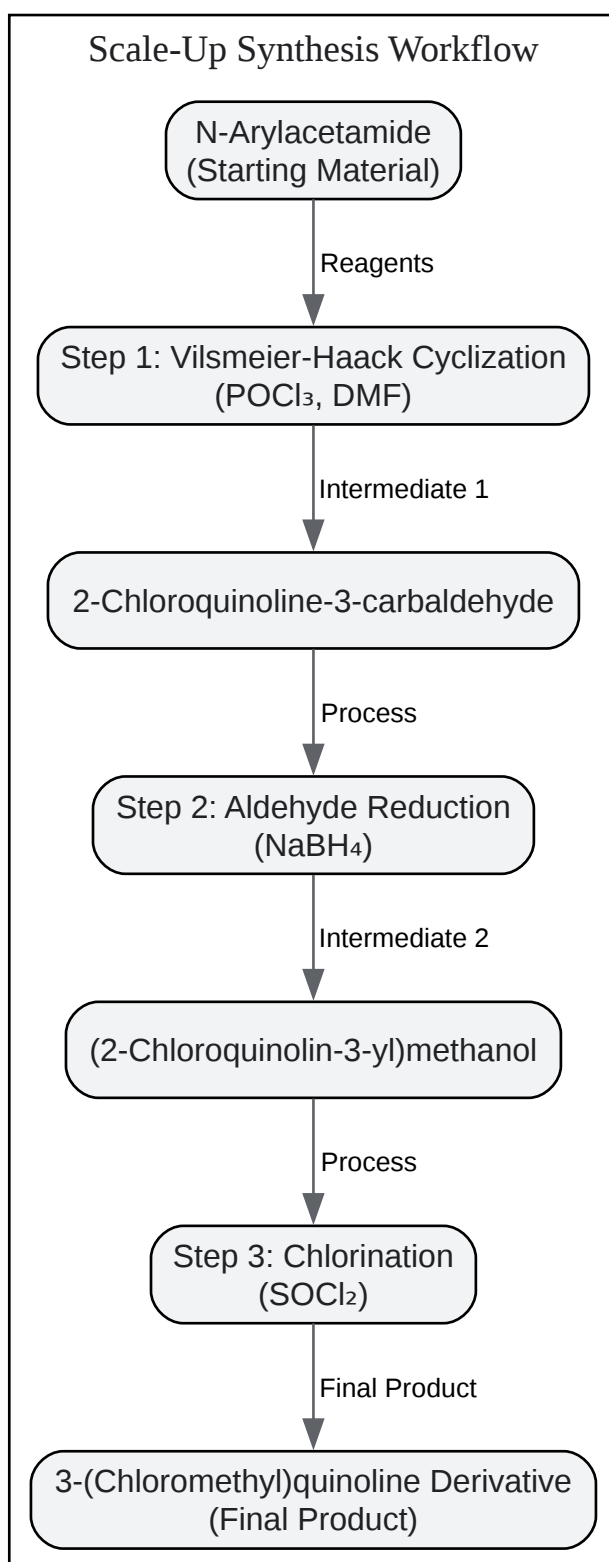 Scale-Up Synthesis Workflow
N-Arylacetamide
(Starting Material)
Reagents
Step 1: Vilsmeier-Haack Cyclization
(POCl₃, DMF)
Intermediate 1
2-Chloroquinoline-3-carbaldehyde
Process
Step 2: Aldehyde Reduction
(NaBH₄)
Intermediate 2
(2-Chloroquinolin-3-yl)methanol
Process
Step 3: Chlorination
(SOCl₂)
Final Product
3-(Chloromethyl)quinoline Derivative
(Final Product)